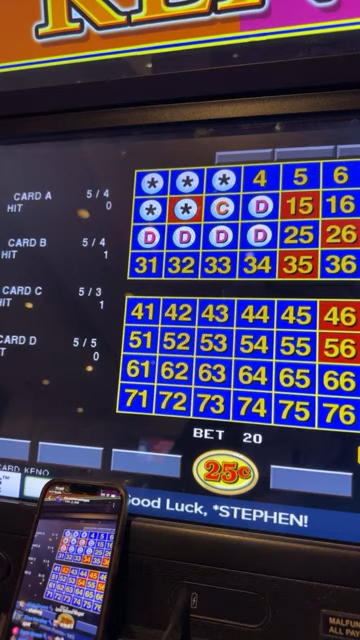 KEN
CARD A 5/4
HIT 0
CARD B 5/4
HIT 1
CARD C 5/3
HIT 1
CARD D 5/5
HIT 0
* * * 4 5 6
* * C D 15 16
D D D D 25 26
31 32 33 34 35 36
41 42 43 44 45 46
51 52 53 54 55 56
61 62 63 64 65 66
71 72 73 74 75 76
BET 20
25¢
CARD KENO
Good Luck, *STEPHEN!
MALFUN
ALL P